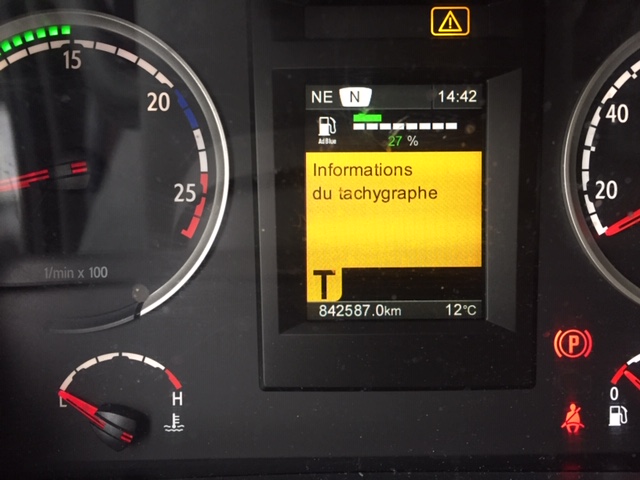 NE N 14:42
15
20
25
1/min x 100
L H
AdBlue
27 %
Informations
du tachygraphe
T
842587.0km 12°C
40
20
P
0